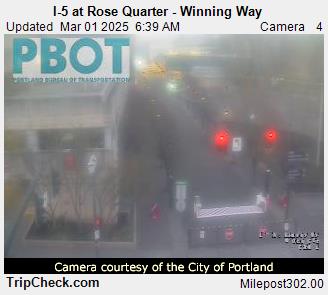 I-5 at Rose Quarter - Winning Way
Updated Mar 01 2025 6:39 AM Camera 4
PBOT
PORTLAND BUREAU OF TRANSPORTATION
Camera courtesy of the City of Portland
TripCheck.com Milepost302.00